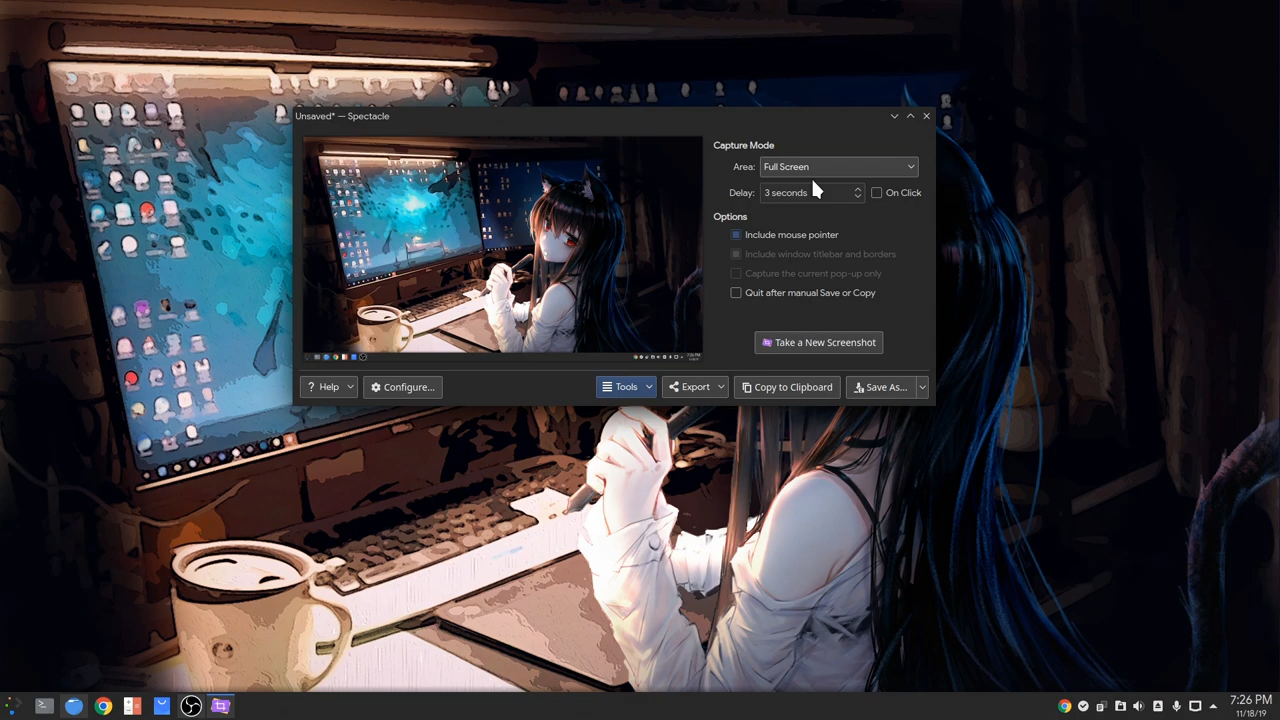 Unsaved* — Spectacle
Capture Mode
Area: Full Screen
Delay: 3 seconds On Click
Options
Include mouse pointer
Include window titlebar and borders
Capture the current pop-up only
Quit after manual Save or Copy
Take a New Screenshot
? Help Configure... Tools Export Copy to Clipboard Save As...
7:26 PM
11/18/19